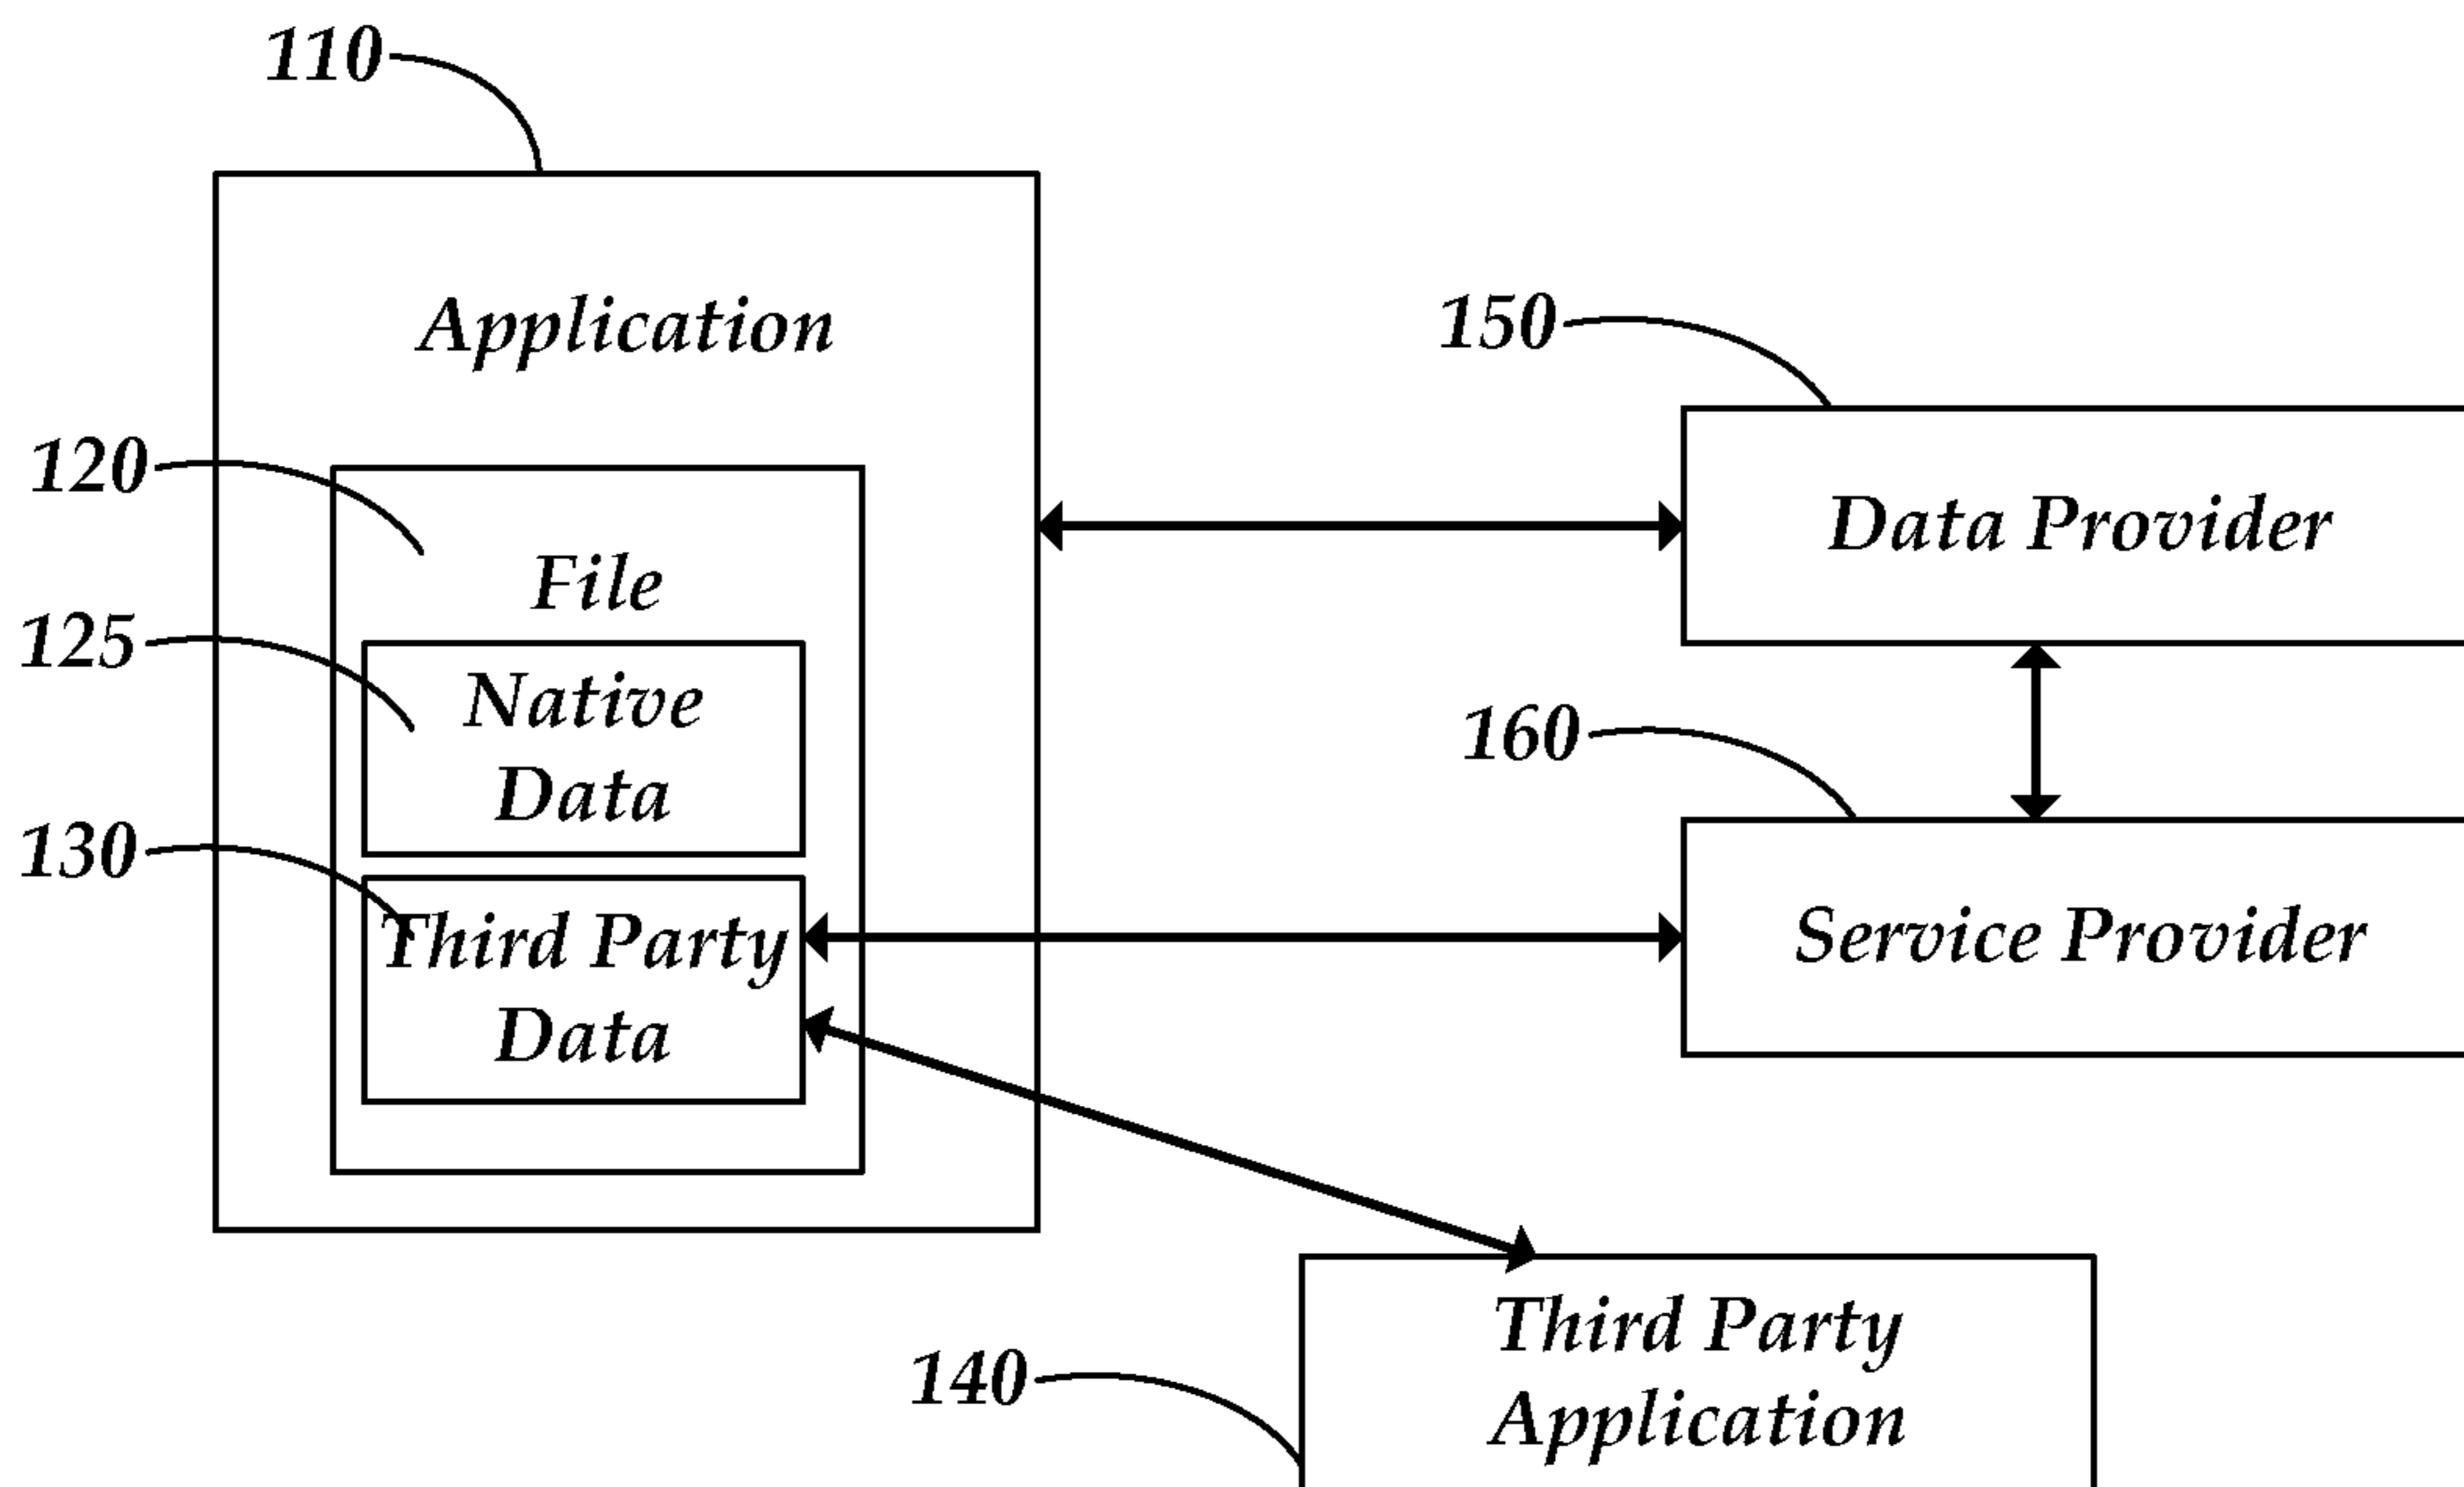 110
Application
150
120
Data Provider
File
125
Native
Data
160
130
Third Party
Data
Service Provider
Third Party
Application
140